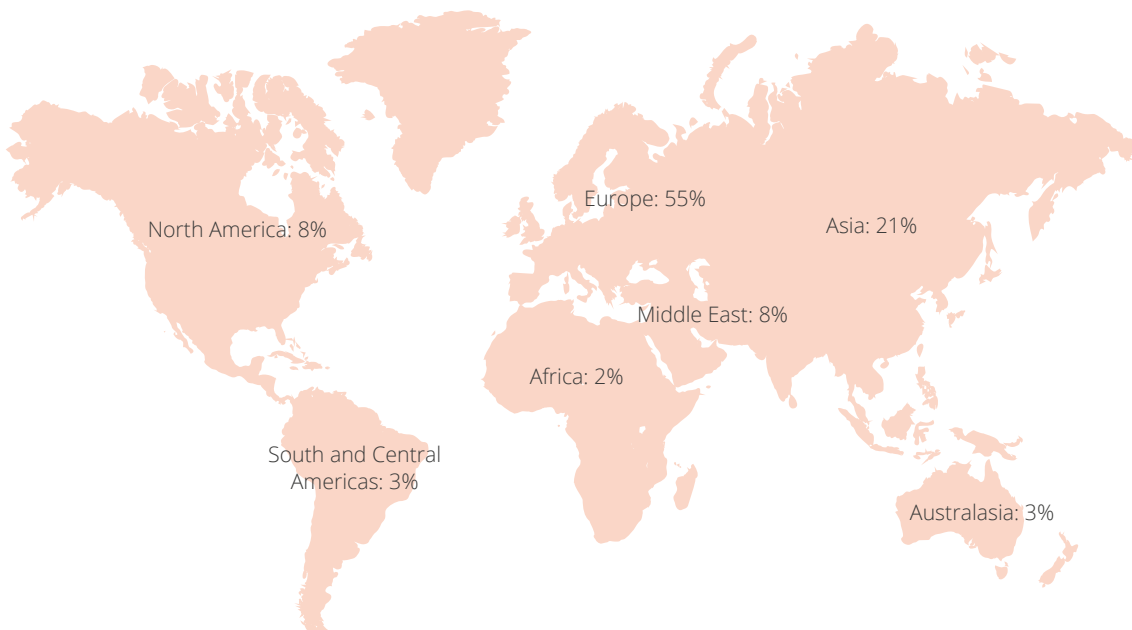 Europe: 55%
North America: 8%
Asia: 21%
Middle East: 8%
Africa: 2%
South and Central
Americas: 3%
Australasia: 3%